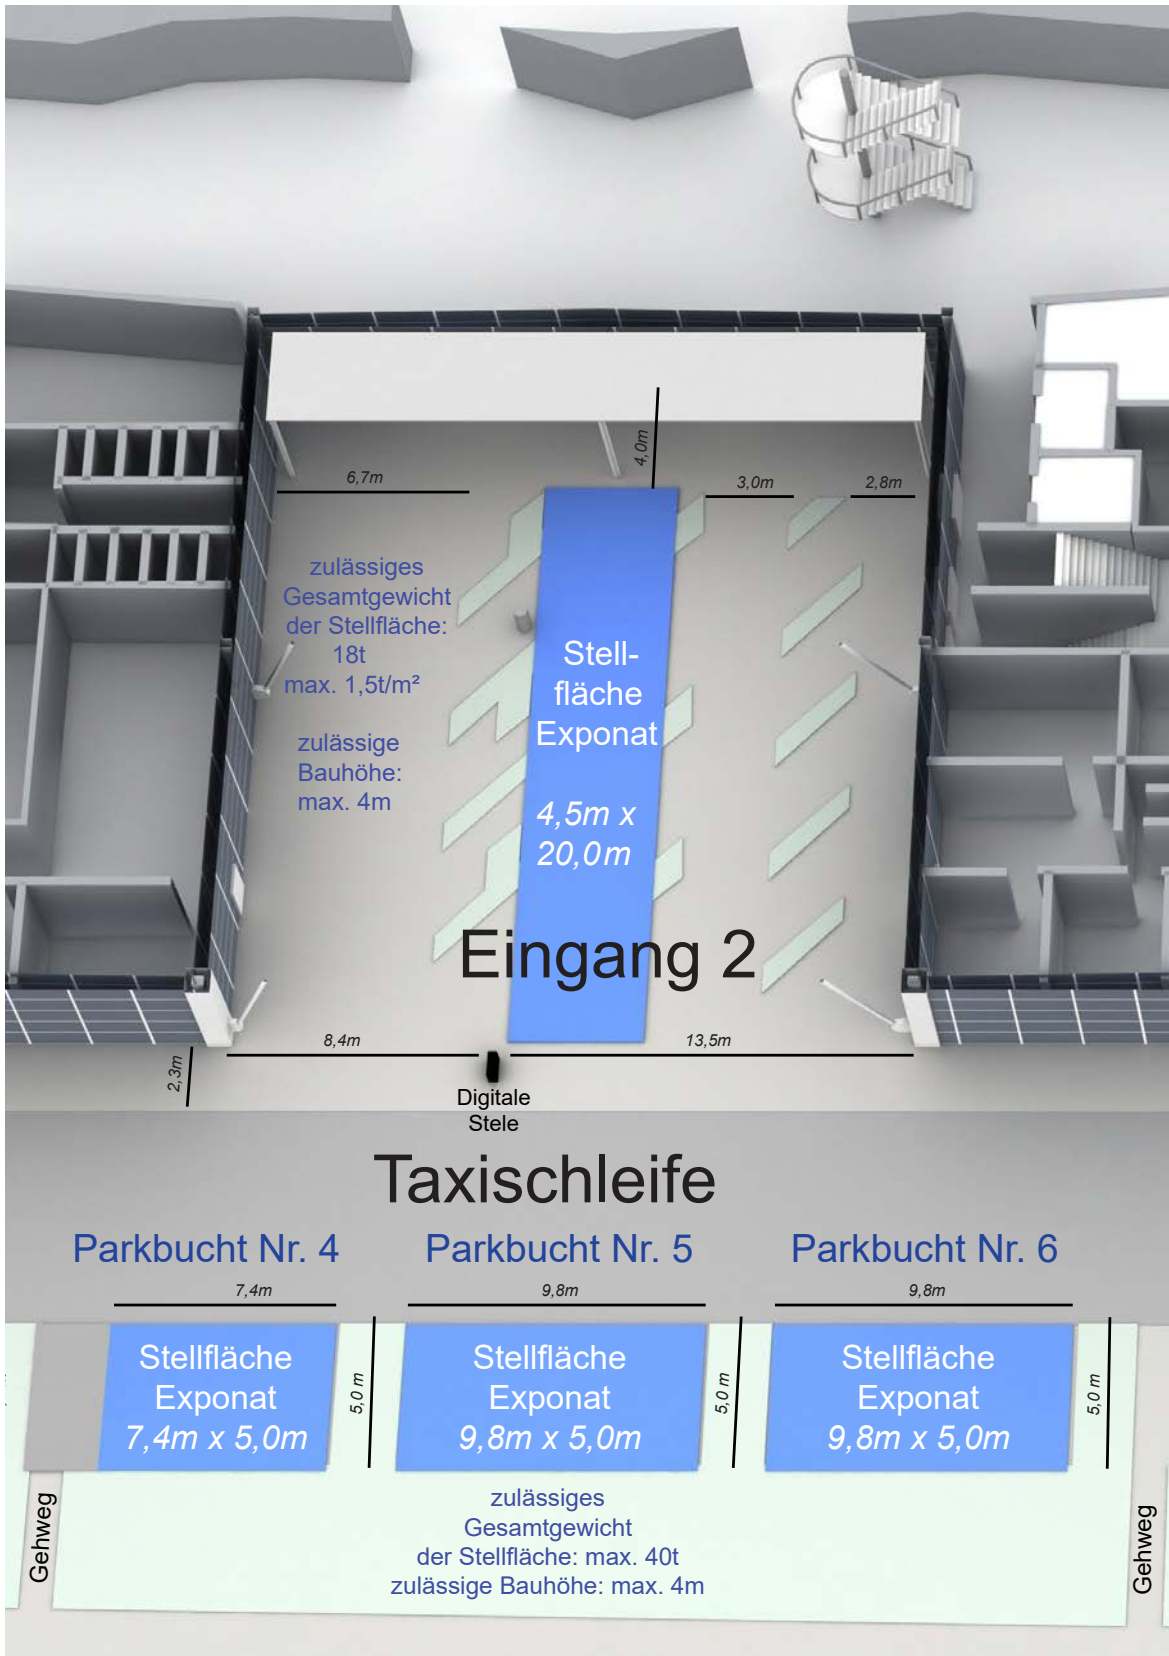 4,0m
6,7m
3,0m
2,8m
zulässiges
Gesamtgewicht
der Stellfläche:
18t
max. 1,5t/m²
zulässige
Bauhöhe:
max. 4m
Stell-
fläche
Exponat
4,5m x
20,0m
Eingang 2
8,4m
13,5m
2,3m
Digitale
Stele
Taxischleife
Parkbucht Nr. 4
Parkbucht Nr. 5
Parkbucht Nr. 6
7,4m
9,8m
9,8m
Stellfläche
Exponat
7,4m x 5,0m
5,0 m
Stellfläche
Exponat
9,8m x 5,0m
5,0 m
Stellfläche
Exponat
9,8m x 5,0m
5,0 m
Gehweg
zulässiges
Gesamtgewicht
der Stellfläche: max. 40t
zulässige Bauhöhe: max. 4m
Gehweg